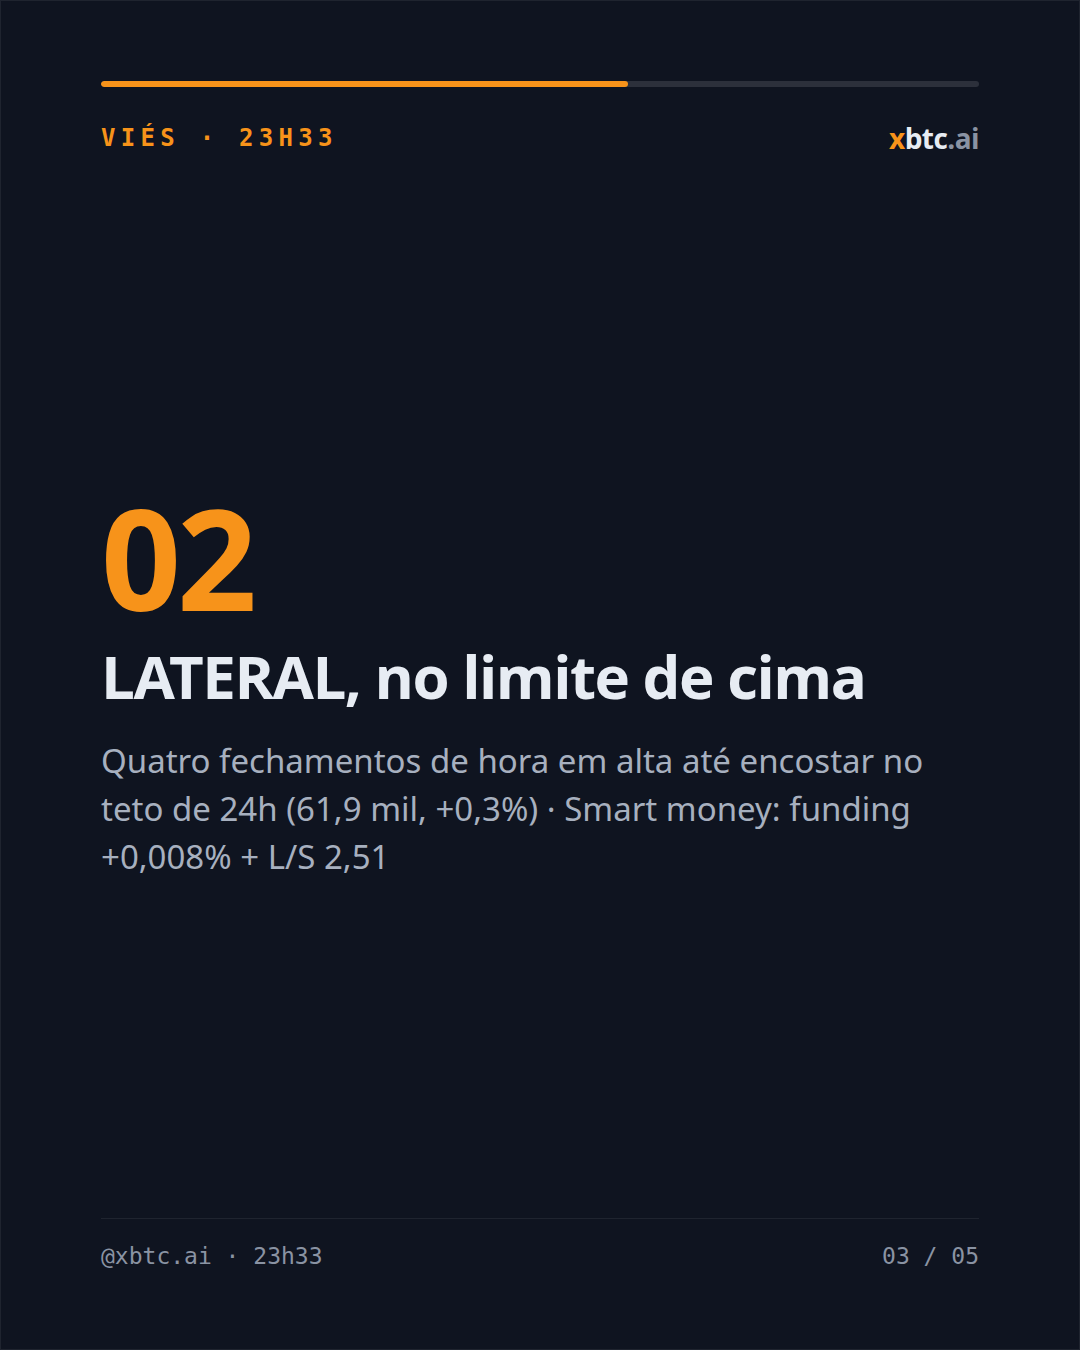 VIÉS · 23H33
xbtc.ai
02
LATERAL, no limite de cima
Quatro fechamentos de hora em alta até encostar no
teto de 24h (61,9 mil, +0,3%) · Smart money: funding
+0,008% + L/S 2,51
@xbtc.ai · 23h33
03 / 05